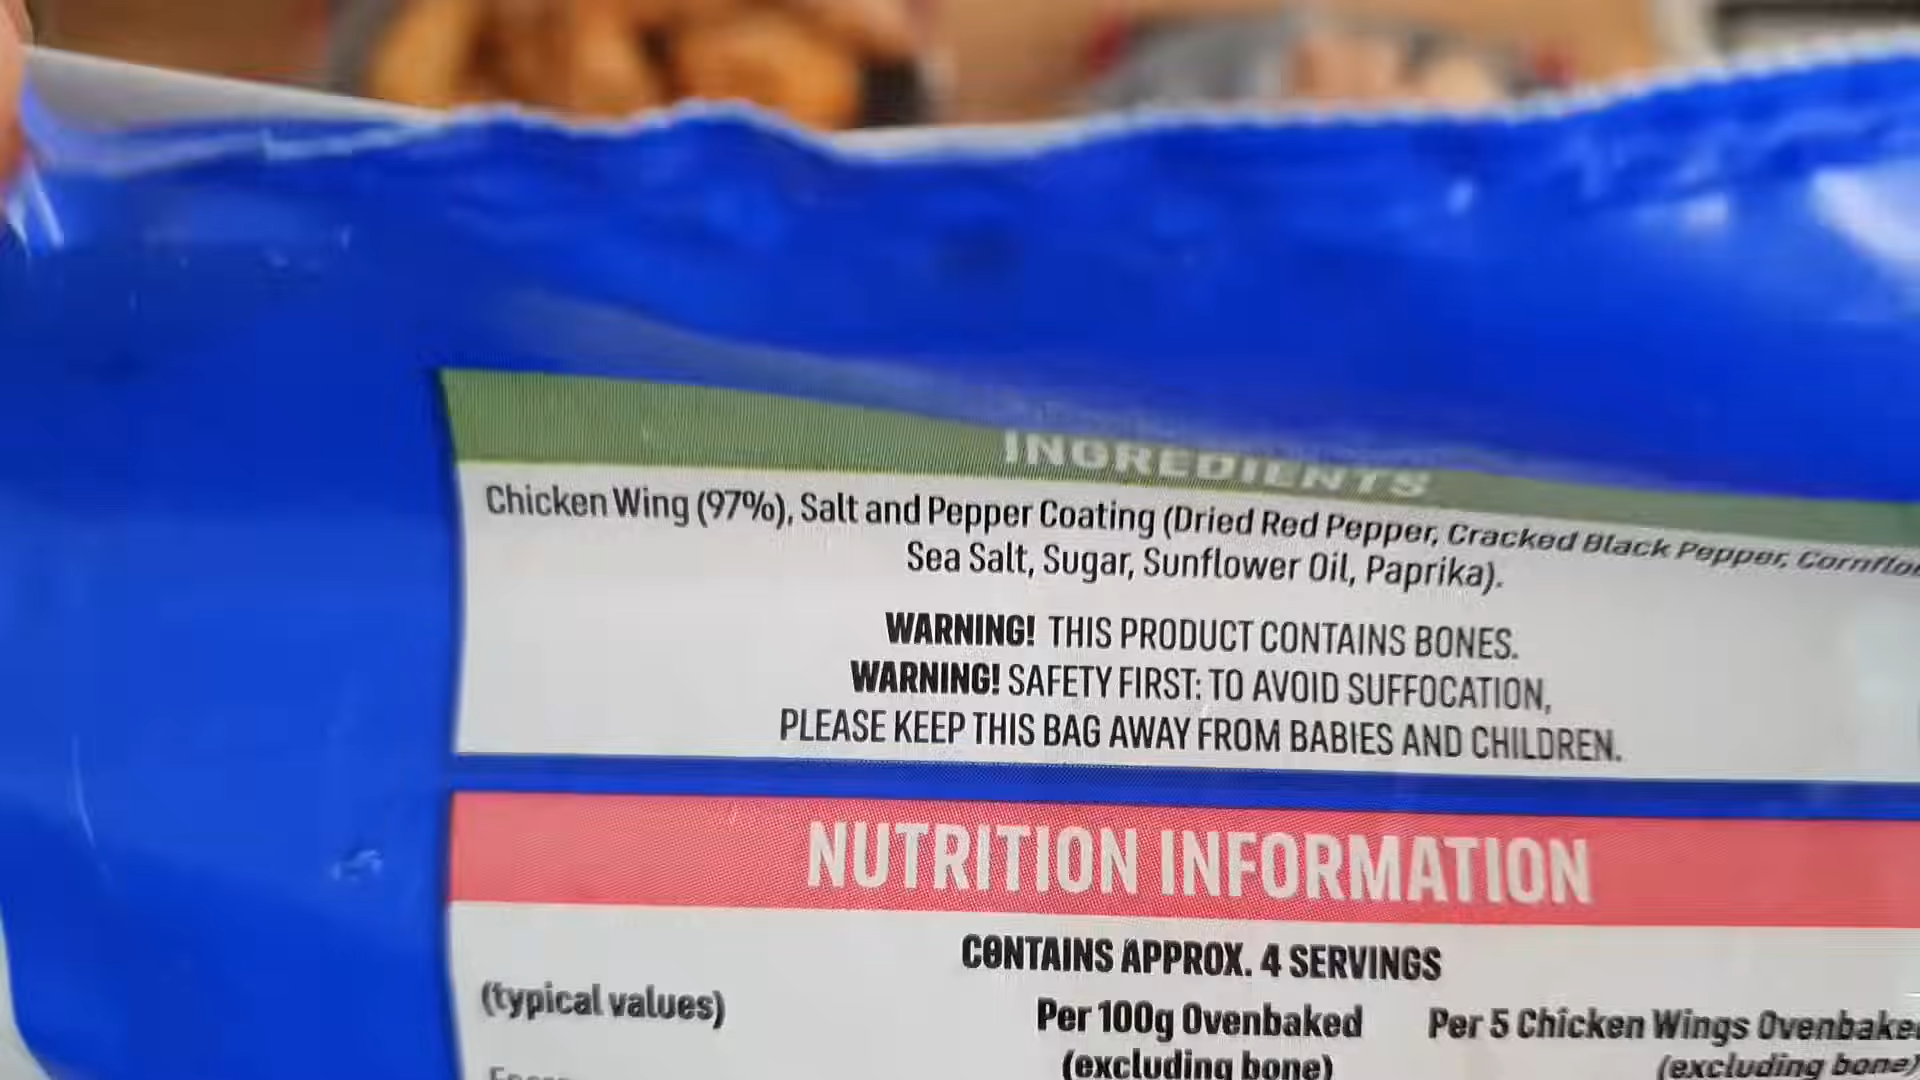 INGREDIENTS
Chicken Wing (97%), Salt and Pepper Coating (Dried Red Pepper, Cracked Black Pepper,
Sea Salt, Sugar, Sunflower Oil, Paprika).
WARNING! THIS PRODUCT CONTAINS BONES.
WARNING! SAFETY FIRST: TO AVOID SUFFOCATION,
PLEASE KEEP THIS BAG AWAY FROM BABIES AND CHILDREN.
NUTRITION INFORMATION
CONTAINS APPROX. 4 SERVINGS
(typical values) Per 100g Ovenbaked Per 5 Chicken Wings
(excluding bone) (excluding bone)